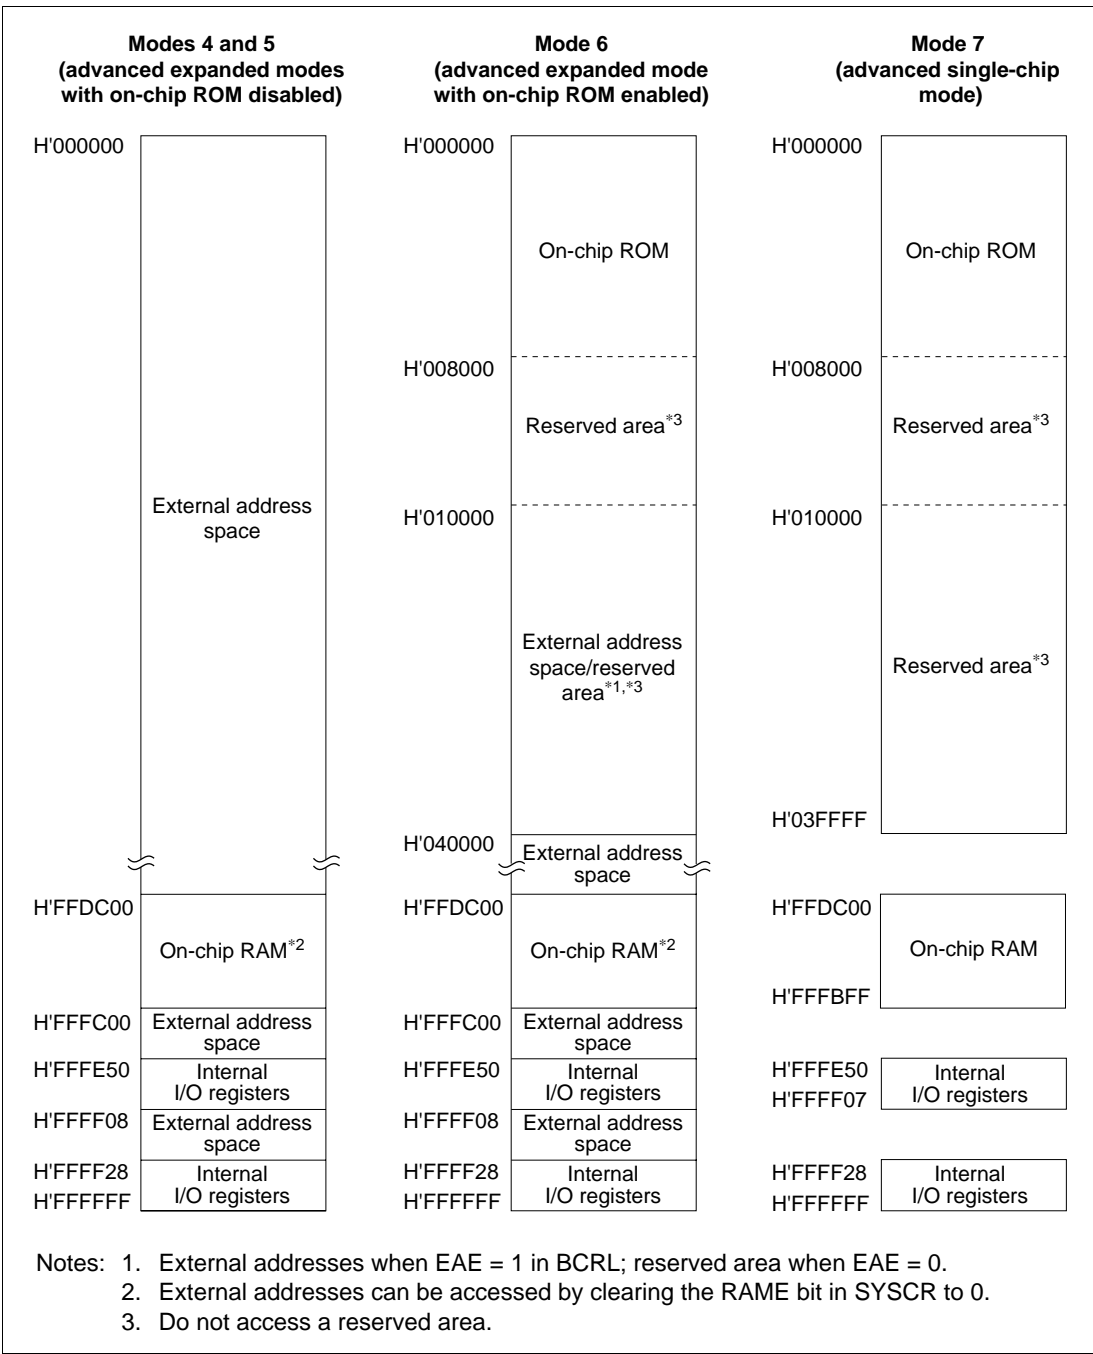 Modes 4 and 5
(advanced expanded modes
with on-chip ROM disabled)
H'000000
External address
space
H'FFDC00
On-chip RAM*2
H'FFFC00
External address
space
H'FFFE50
Internal
I/O registers
H'FFFF08
External address
space
H'FFFF28
Internal
I/O registers
H'FFFFFF
Mode 6
(advanced expanded mode
with on-chip ROM enabled)
H'000000
On-chip ROM
H'008000
Reserved area*3
H'010000
External address
space/reserved
area*1,*3
H'040000
External address
space
H'FFDC00
On-chip RAM*2
H'FFFC00
External address
space
H'FFFE50
Internal
I/O registers
H'FFFF08
External address
space
H'FFFF28
Internal
I/O registers
H'FFFFFF
Mode 7
(advanced single-chip
mode)
H'000000
On-chip ROM
H'008000
Reserved area*3
H'010000
Reserved area*3
H'03FFFF
H'FFDC00
On-chip RAM
H'FFFBFF
H'FFFE50
Internal
I/O registers
H'FFFF07
H'FFFF28
Internal
I/O registers
H'FFFFFF
Notes: 1. External addresses when EAE = 1 in BCRL; reserved area when EAE = 0.
2. External addresses can be accessed by clearing the RAME bit in SYSCR to 0.
3. Do not access a reserved area.